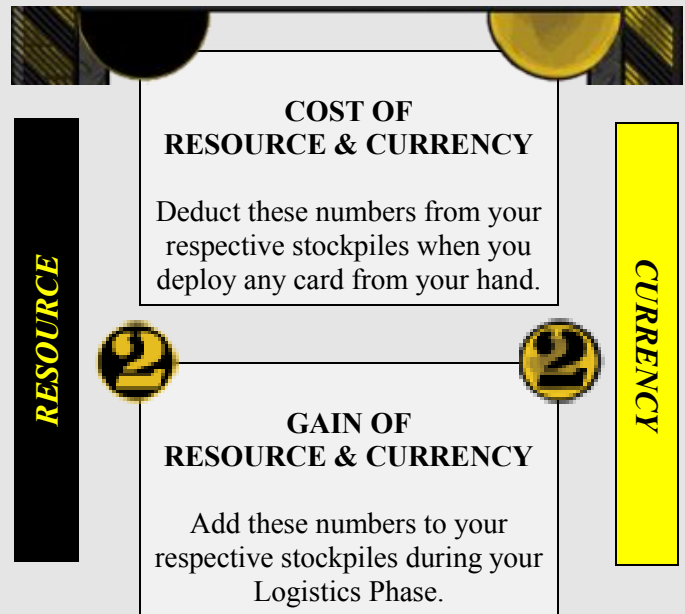 COST OF
RESOURCE & CURRENCY
Deduct these numbers from your
respective stockpiles when you
deploy any card from your hand.
RESOURCE
CURRENCY
2
2
GAIN OF
RESOURCE & CURRENCY
Add these numbers to your
respective stockpiles during your
Logistics Phase.